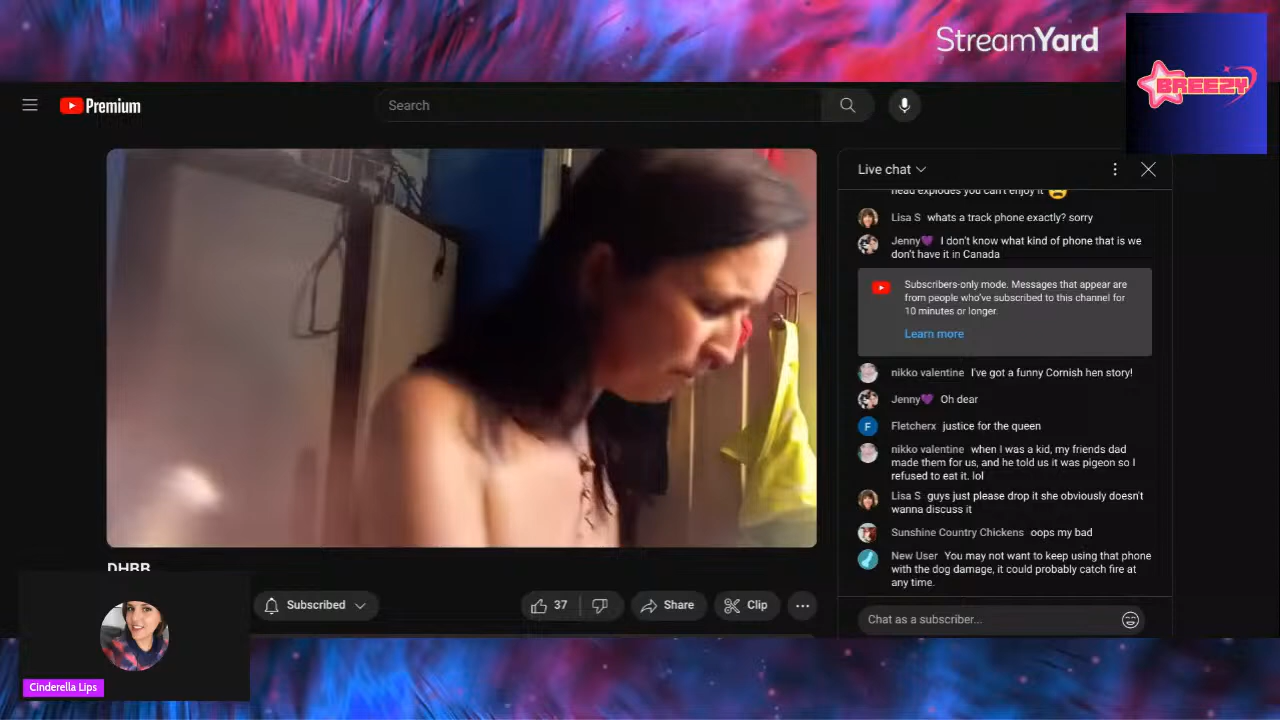 StreamYard
BREEZY
Premium
Search
Live chat
head explodes you can't enjoy it
Lisa S whats a track phone exactly? sorry
Jenny💜 I don't know what kind of phone that is we
don't have it in Canada
Subscribers-only mode. Messages that appear are
from people who've subscribed to this channel for
10 minutes or longer.
Learn more
nikko valentine I've got a funny Cornish hen story!
Jenny💜 Oh dear
F
Fletcherx justice for the queen
nikko valentine when I was a kid, my friends dad
made them for us, and he told us it was pigeon so I
refused to eat it. lol
Lisa S guys just please drop it she obviously doesn't
wanna discuss it
Sunshine Country Chickens oops my bad
New User You may not want to keep using that phone
with the dog damage, it could probably catch fire at
any time.
Chat as a subscriber...
Subscribed
37
Share
Clip
Cinderella Lips